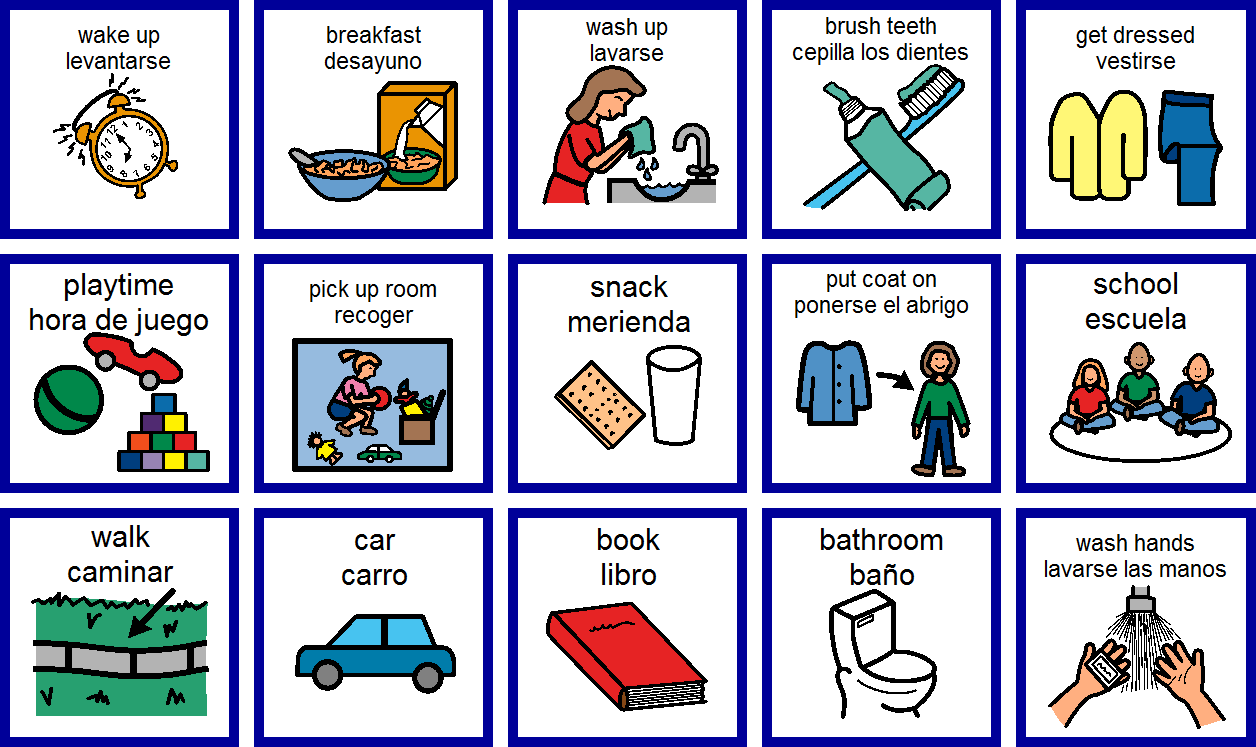 wake up
levantarse
breakfast
desayuno
wash up
lavarse
brush teeth
cepilla los dientes
get dressed
vestirse
playtime
hora de juego
pick up room
recoger
snack
merienda
put coat on
ponerse el abrigo
school
escuela
walk
caminar
car
carro
book
libro
bathroom
baño
wash hands
lavarse las manos